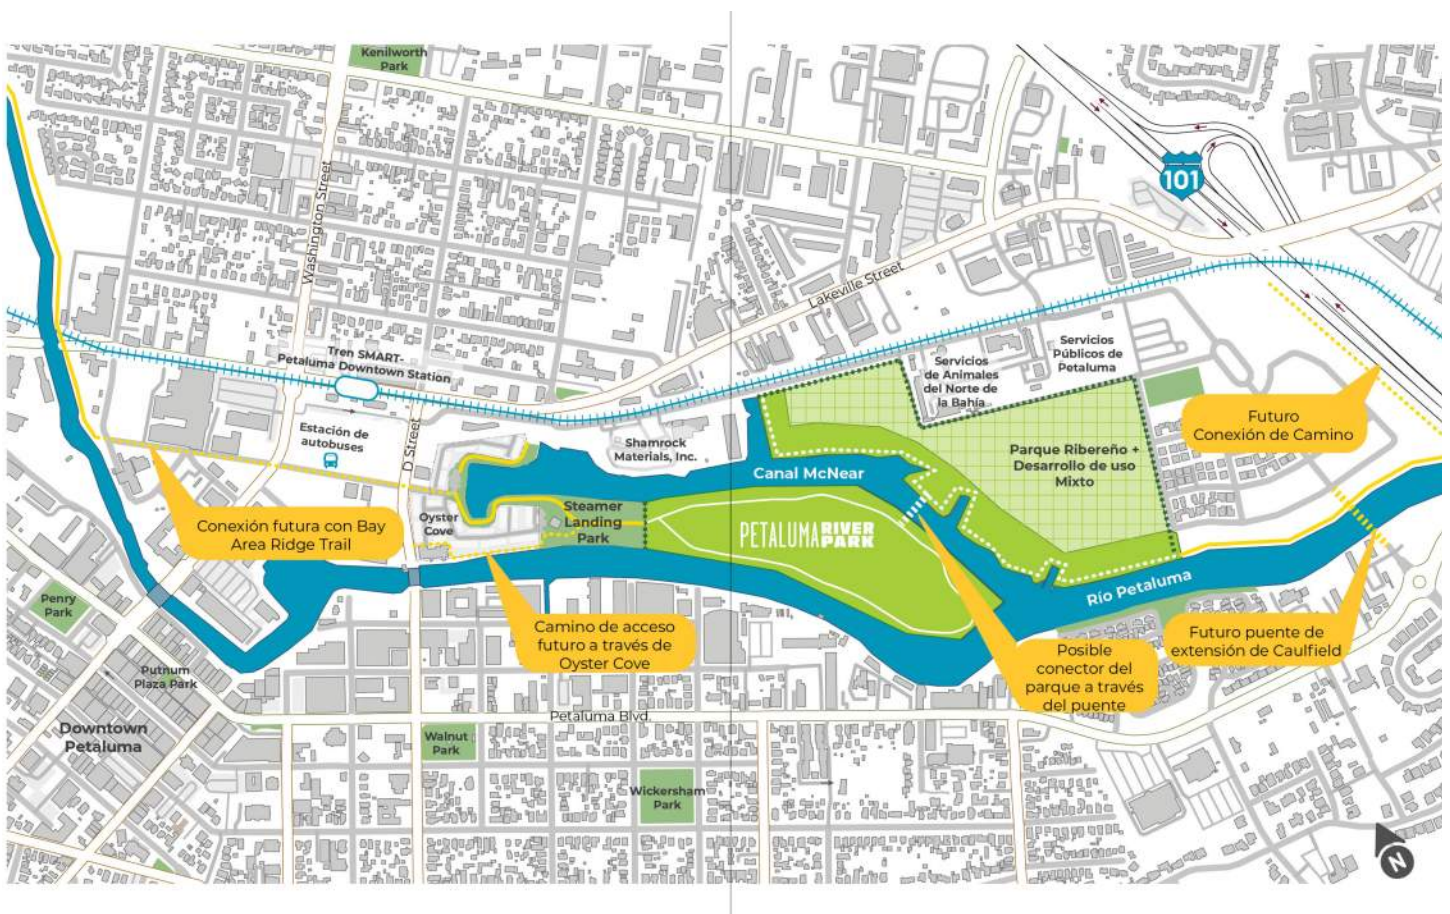 Kenilworth
Park
Washington Street
101
Lakeville Street
Tren SMART-
Petaluma Downtown Station
Servicios
de Animales
del Norte de
la Bahía
Servicios
Públicos de
Petaluma
Futuro
Conexión de Camino
Estación de
autobuses
D Street
Shamrock
Materials, Inc.
Parque Ribereño +
Desarrollo de uso
Mixto
Canal McNear
Conexión futura con Bay
Area Ridge Trail
Oyster
Cove
Steamer
Landing
Park
PETALUMA RIVER
PARK
Río Petaluma
Penry
Park
Camino de acceso
futuro a través de
Oyster Cove
Posible
conector del
parque a través
del puente
Futuro puente de
extensión de Caulfield
Putnum
Plaza Park
Petaluma Blvd.
Downtown
Petaluma
Walnut
Park
Wickersham
Park
N